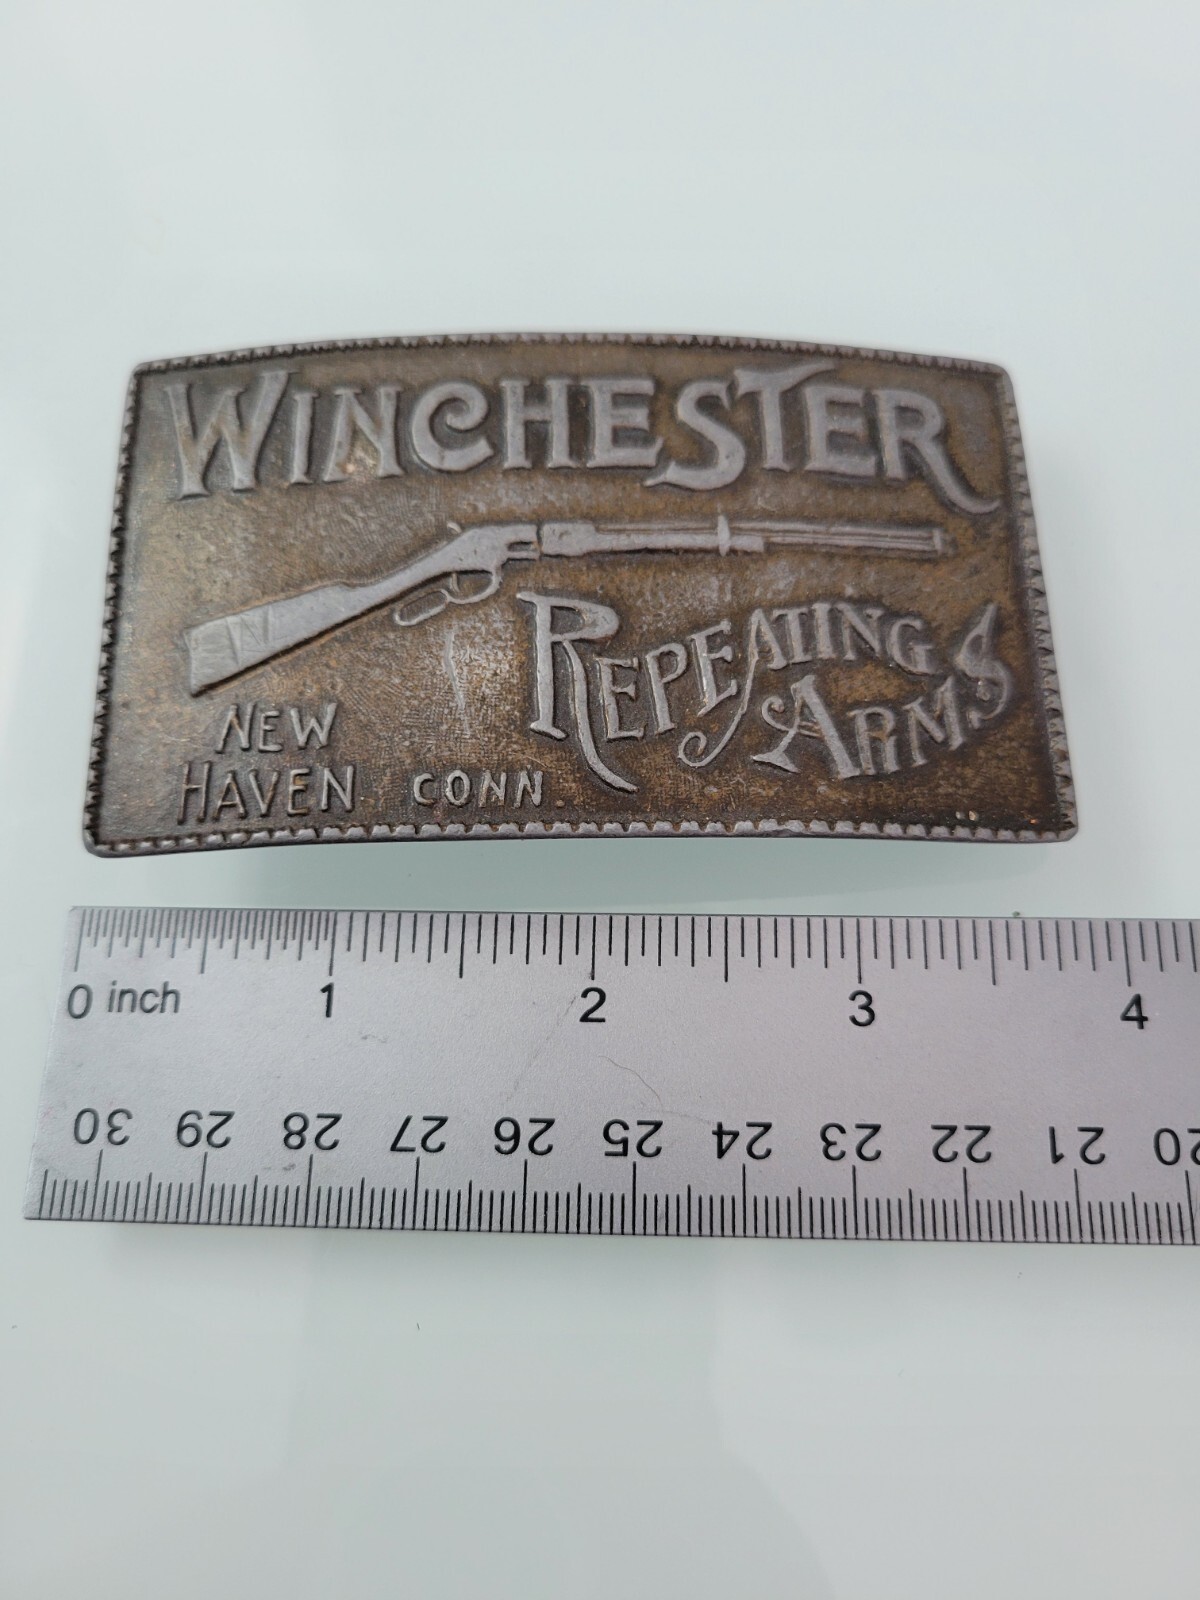 WINCHESTER
REPEATING
ARMS
NEW
HAVEN CONN.
0 inch 1 2 3 4
30 29 28 27 26 25 24 23 22 21 20